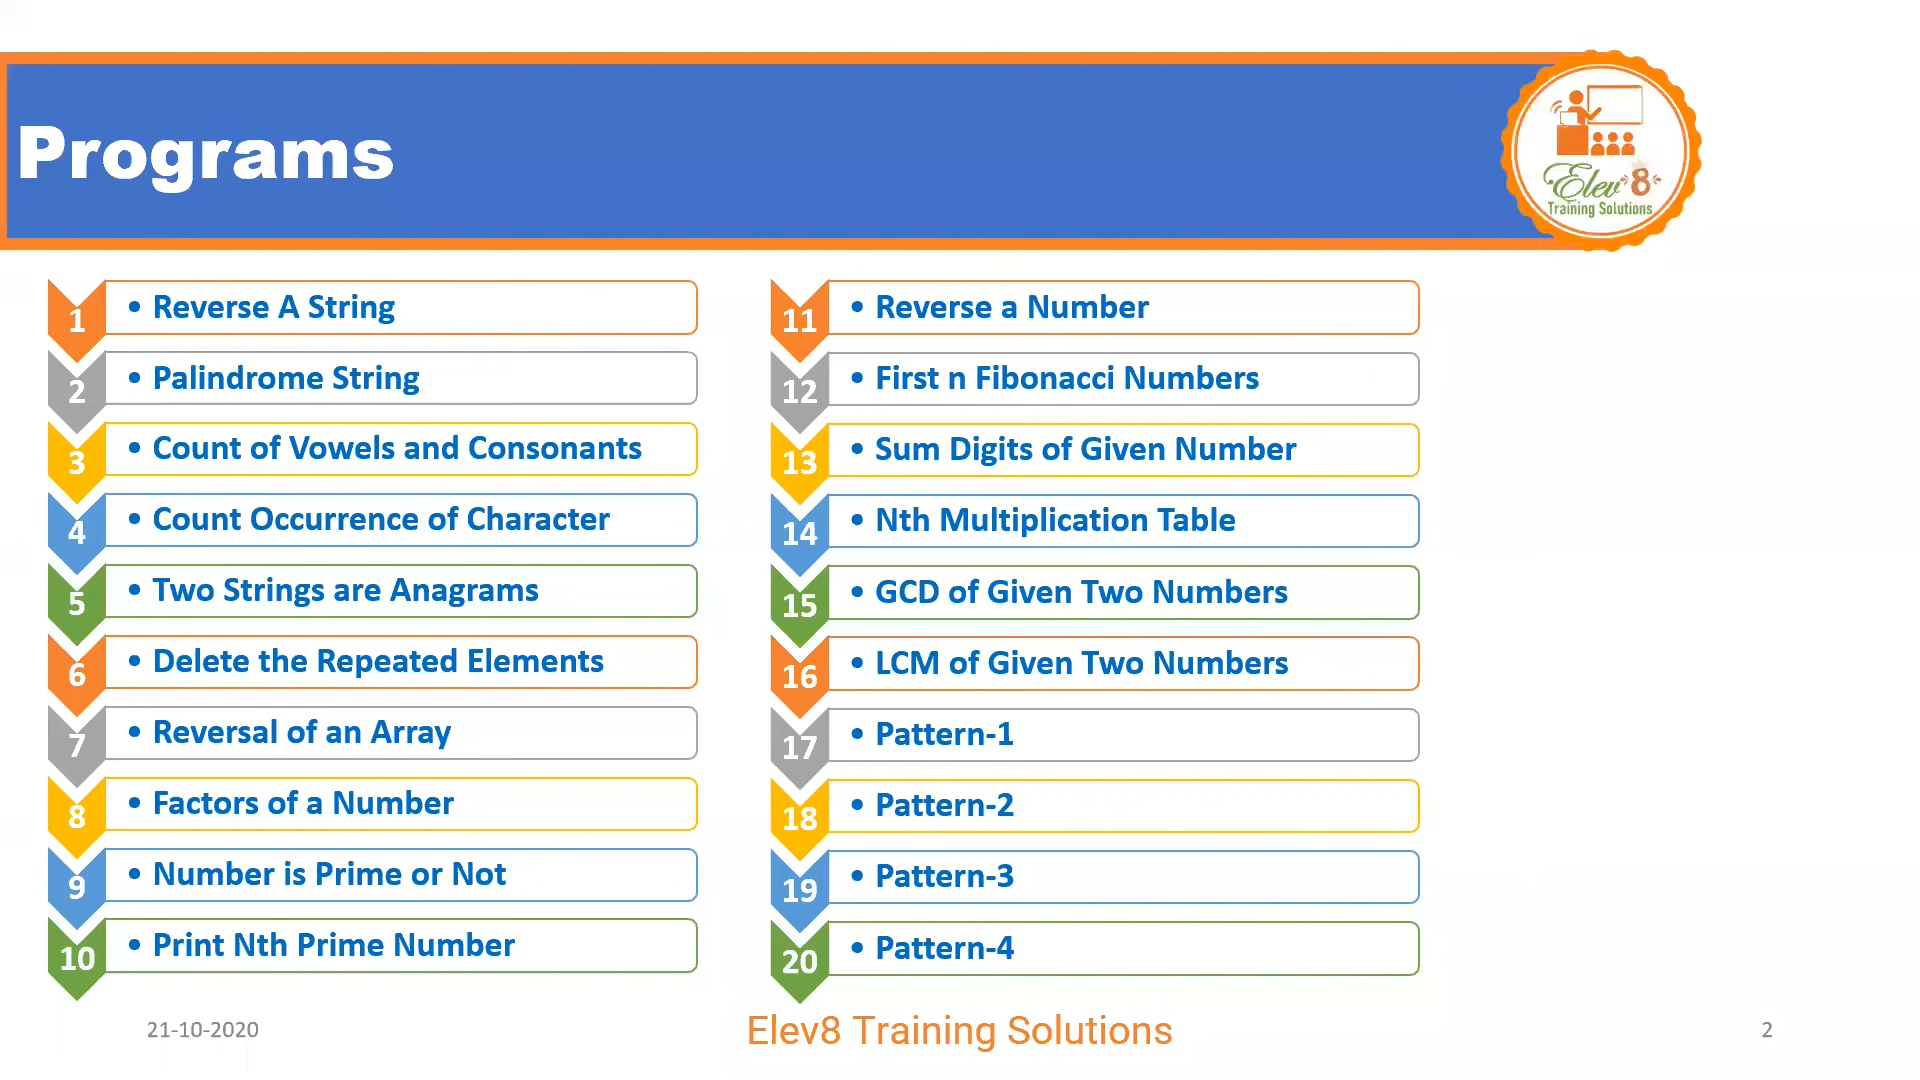 Programs
Elev8
Training Solutions
1 • Reverse A String
2 • Palindrome String
3 • Count of Vowels and Consonants
4 • Count Occurrence of Character
5 • Two Strings are Anagrams
6 • Delete the Repeated Elements
7 • Reversal of an Array
8 • Factors of a Number
9 • Number is Prime or Not
10 • Print Nth Prime Number
11 • Reverse a Number
12 • First n Fibonacci Numbers
13 • Sum Digits of Given Number
14 • Nth Multiplication Table
15 • GCD of Given Two Numbers
16 • LCM of Given Two Numbers
17 • Pattern-1
18 • Pattern-2
19 • Pattern-3
20 • Pattern-4
21-10-2020
Elev8 Training Solutions
2